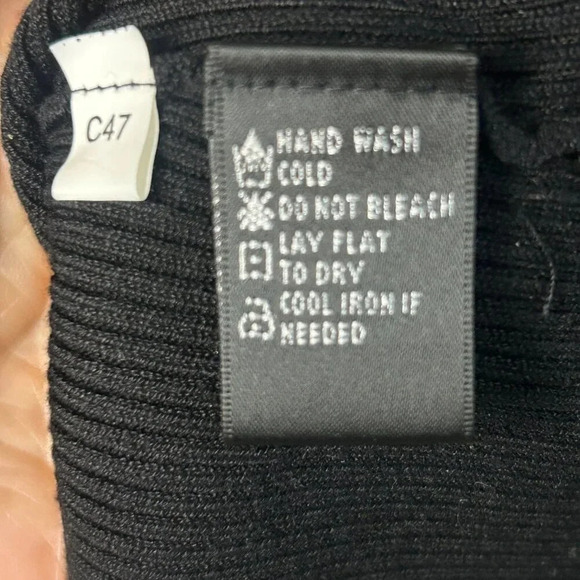 C47
HAND WASH
COLD
DO NOT BLEACH
LAY FLAT
TO DRY
COOL IRON IF
NEEDED